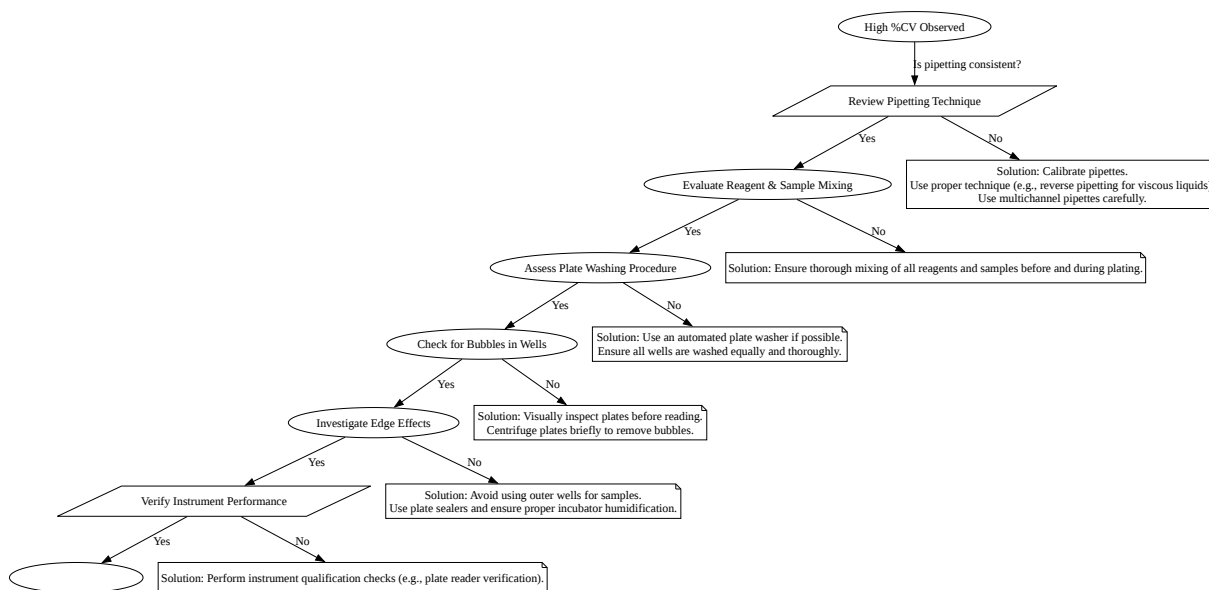 High %CV Observed
Is pipetting consistent?
Review Pipetting Technique
Yes
No
Evaluate Reagent & Sample Mixing
Solution: Calibrate pipettes.
Use proper technique (e.g., reverse pipetting for viscous liquids)
Use multichannel pipettes carefully.
Yes
No
Assess Plate Washing Procedure
Solution: Ensure thorough mixing of all reagents and samples before and during plating.
Yes
No
Check for Bubbles in Wells
Solution: Use an automated plate washer if possible.
Ensure all wells are washed equally and thoroughly.
Yes
No
Investigate Edge Effects
Solution: Visually inspect plates before reading.
Centrifuge plates briefly to remove bubbles.
Yes
No
Verify Instrument Performance
Solution: Avoid using outer wells for samples.
Use plate sealers and ensure proper incubator humidification.
Yes
No
Solution: Perform instrument qualification checks (e.g., plate reader verification).